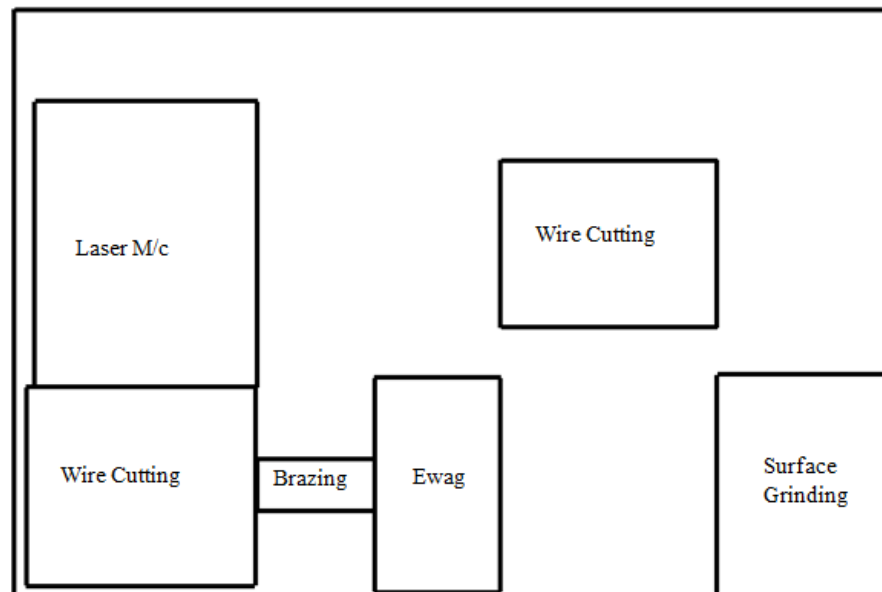 Laser M/c
Wire Cutting
Wire Cutting
Brazing
Ewag
Surface
Grinding